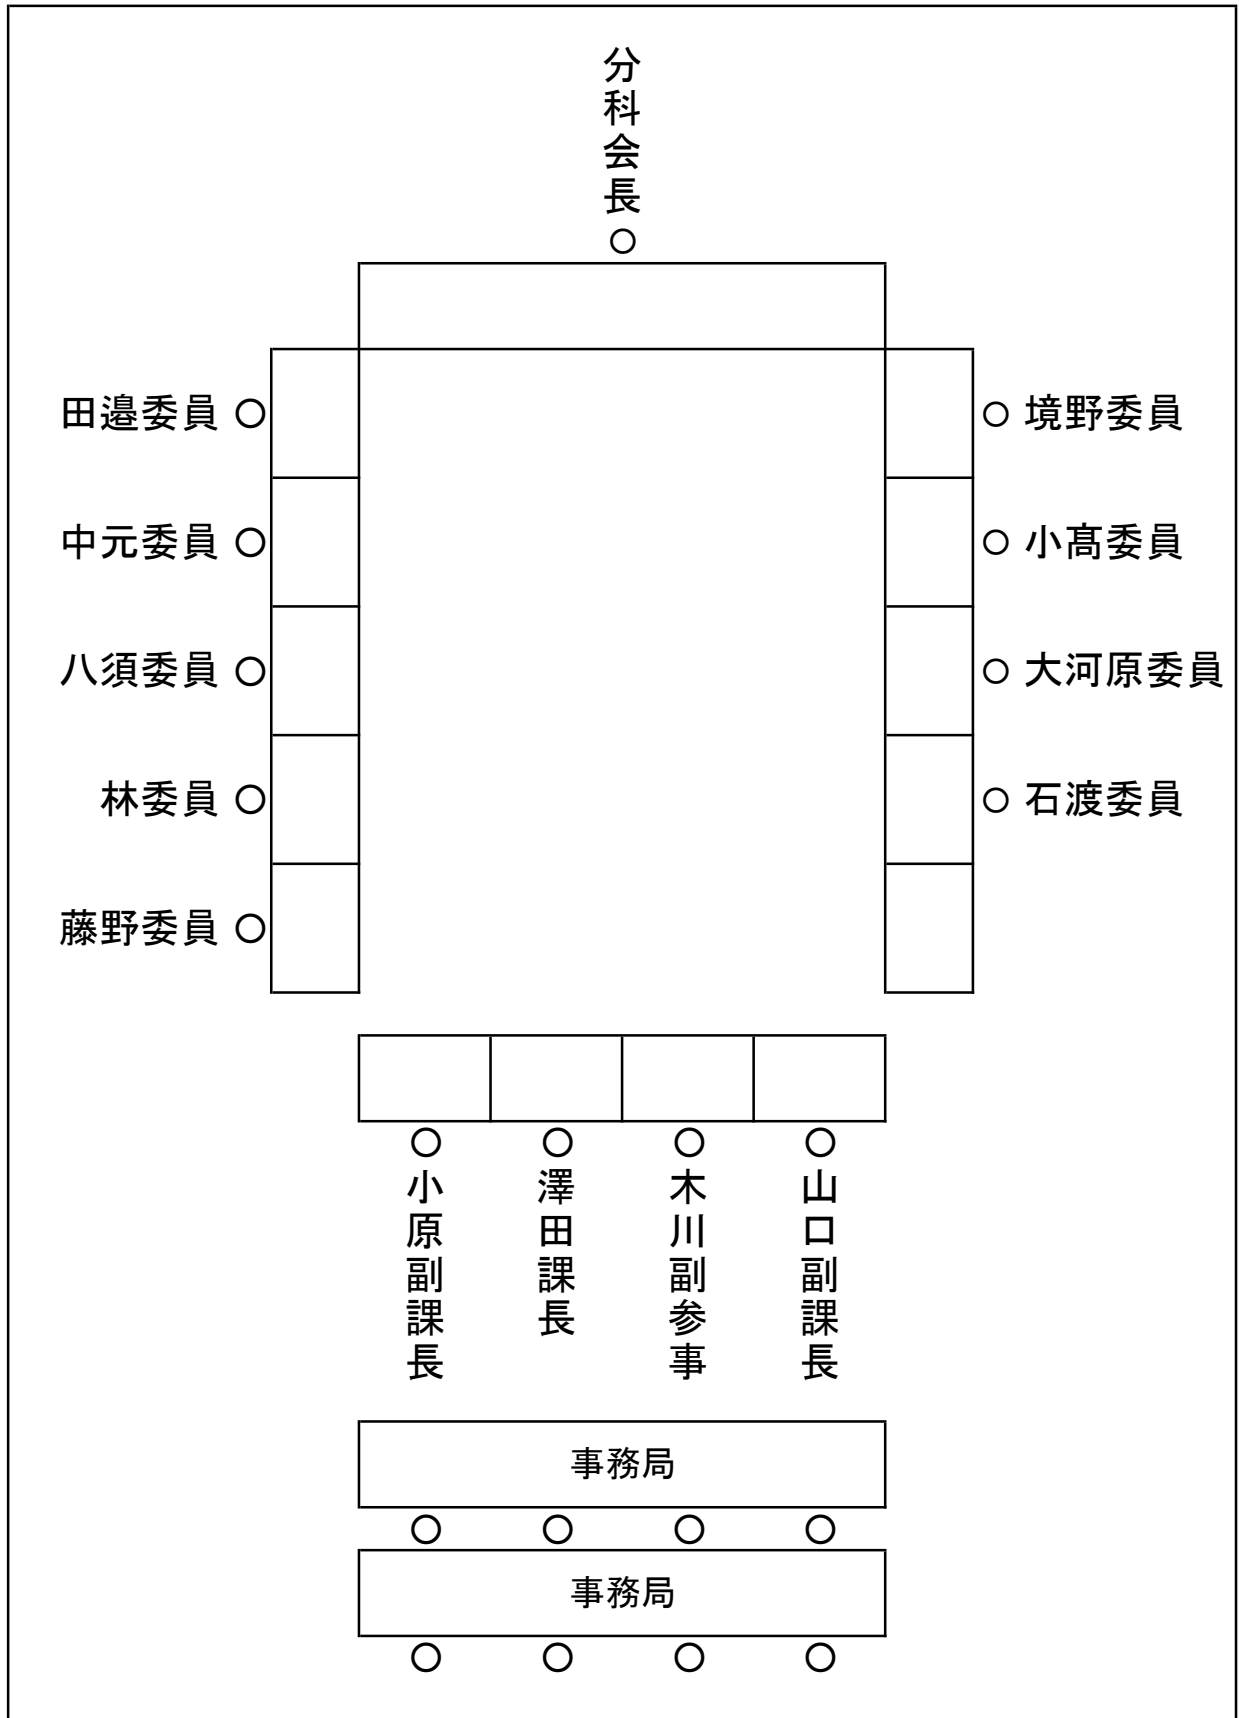 分科会長○
田邉委員 ○
○ 境野委員
中元委員 ○
○ 小髙委員
八須委員 ○
○ 大河原委員
林委員 ○
○ 石渡委員
藤野委員 ○
○小原副課長
○澤田課長
○木川副参事
○山口副課長
事務局
○ ○ ○ ○
事務局
○ ○ ○ ○